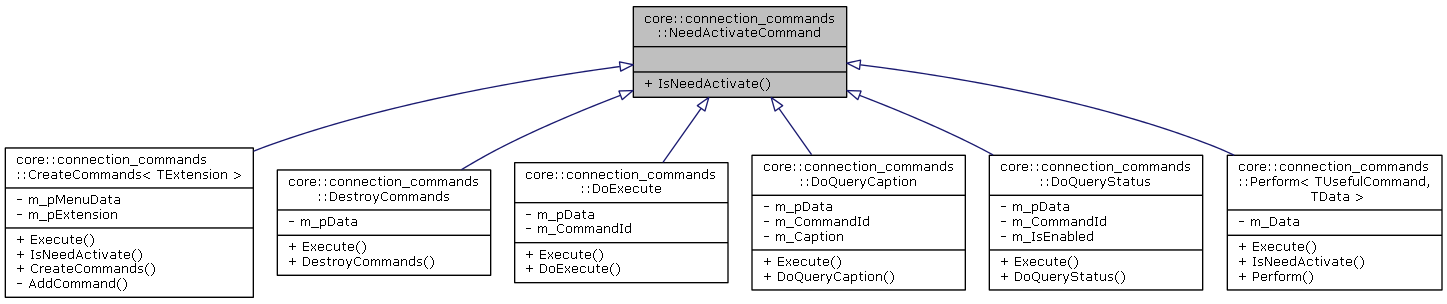 core::connection_commands
::NeedActivateCommand
+ IsNeedActivate()
core::connection_commands
::CreateCommands< TExtension >
- m_pMenuData
- m_pExtension
+ Execute()
+ IsNeedActivate()
+ CreateCommands()
- AddCommand()
core::connection_commands
::DestroyCommands
- m_pData
+ Execute()
+ DestroyCommands()
core::connection_commands
::DoExecute
- m_pData
- m_CommandId
+ Execute()
+ DoExecute()
core::connection_commands
::DoQueryCaption
- m_pData
- m_CommandId
- m_Caption
+ Execute()
+ DoQueryCaption()
core::connection_commands
::DoQueryStatus
- m_pData
- m_CommandId
- m_IsEnabled
+ Execute()
+ DoQueryStatus()
core::connection_commands
::Perform< TUsefulCommand,
TData >
- m_Data
+ Execute()
+ IsNeedActivate()
+ Perform()